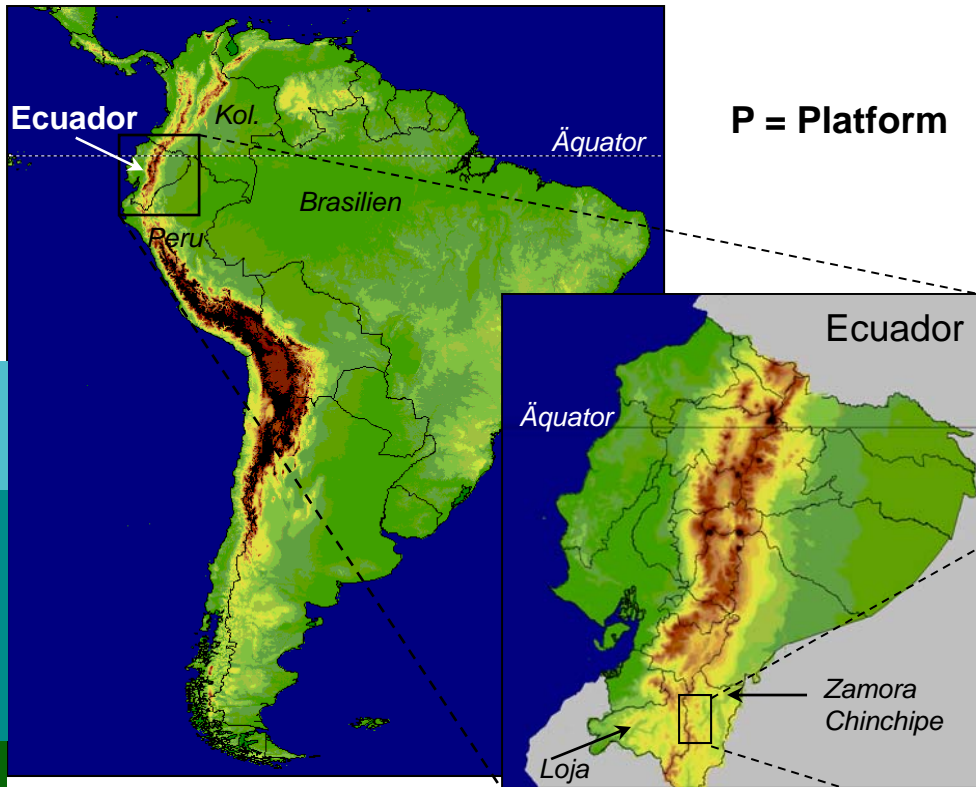 Ecuador
Kol.
Äquator
P = Platform
Brasilien
Peru
Ecuador
Äquator
Zamora
Chinchipe
Loja